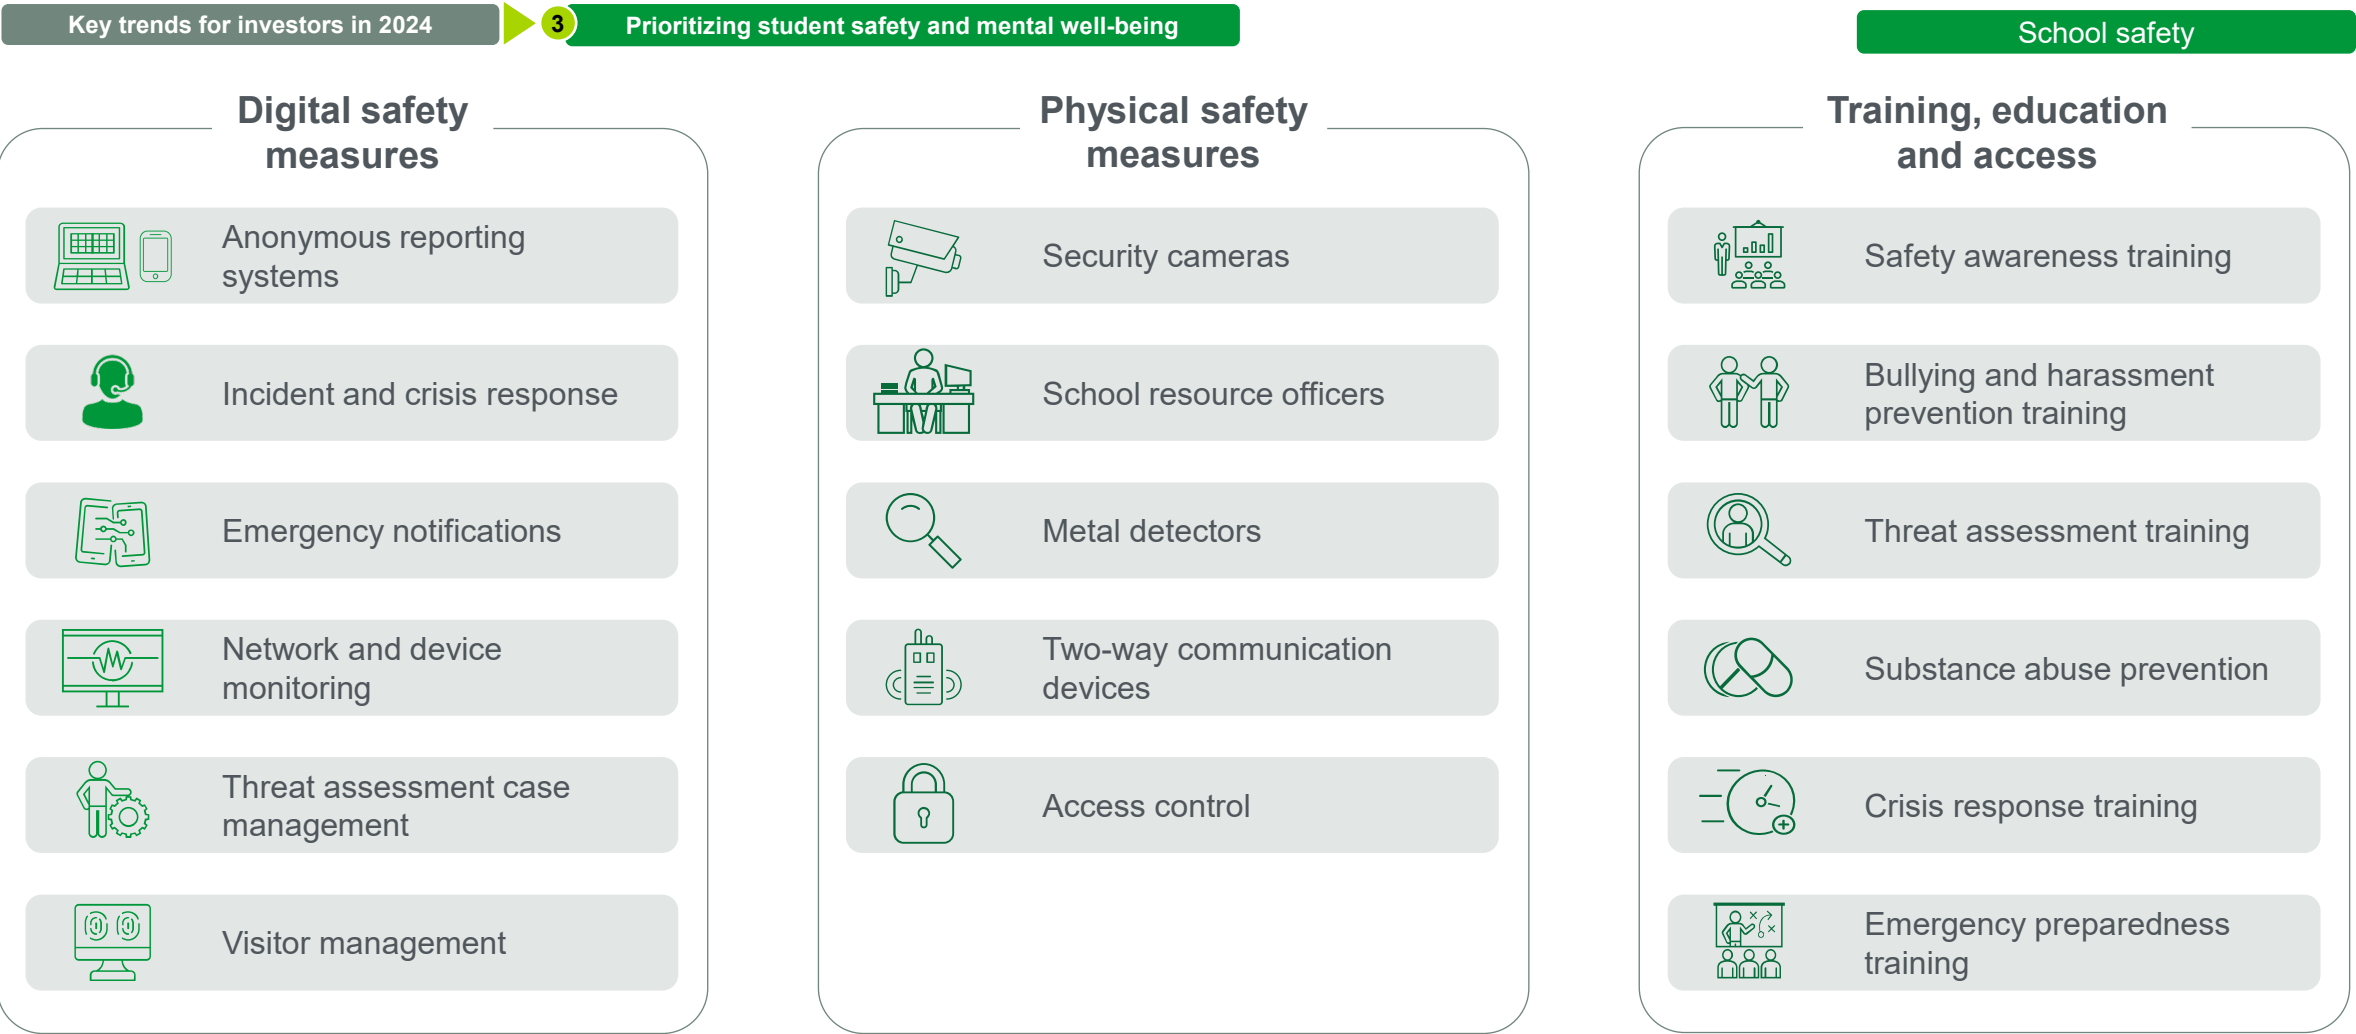 Key trends for investors in 2024
3
Prioritizing student safety and mental well-being
School safety
Digital safety
measures
Anonymous reporting
systems
Incident and crisis response
Emergency notifications
Network and device
monitoring
Threat assessment case
management
Visitor management
Physical safety
measures
Security cameras
School resource officers
Metal detectors
Two-way communication
devices
Access control
Training, education
and access
Safety awareness training
Bullying and harassment
prevention training
Threat assessment training
Substance abuse prevention
Crisis response training
Emergency preparedness
training